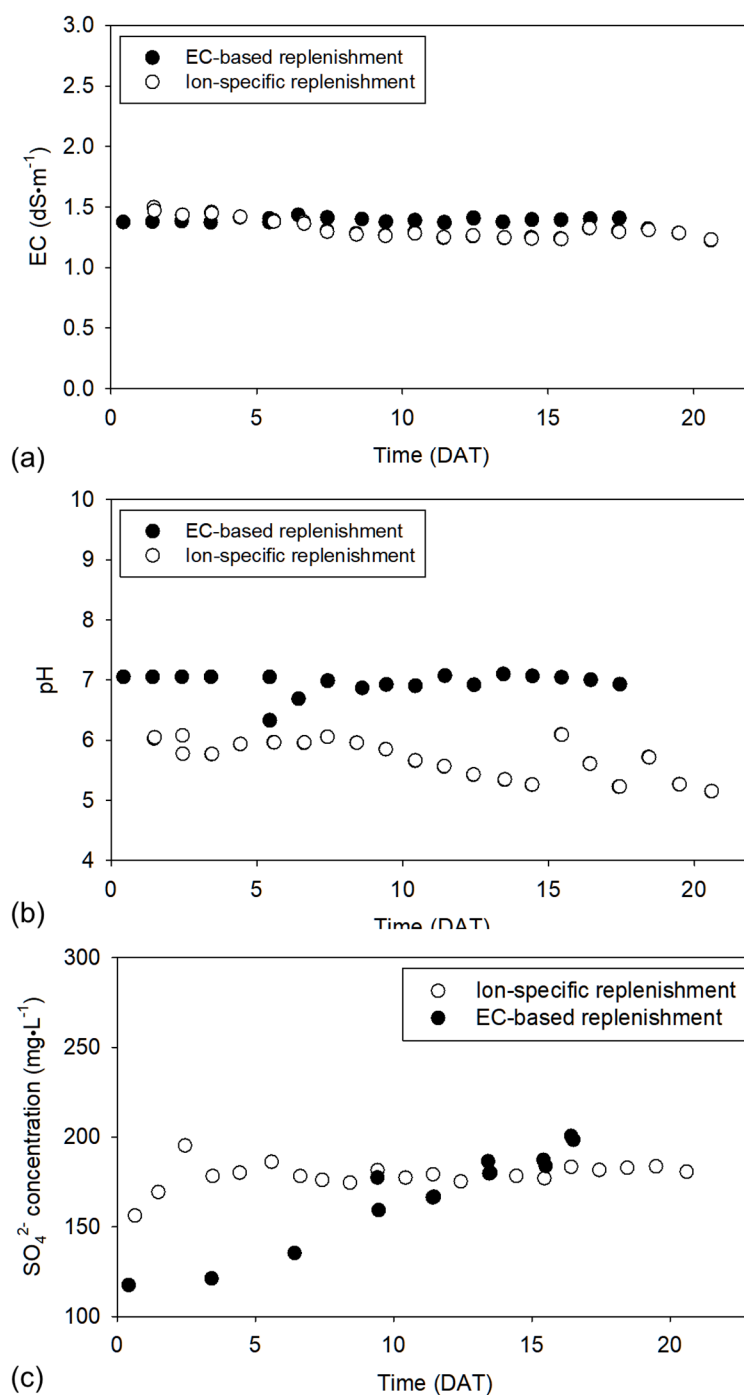 3.0
EC-based replenishment
2.5
Ion-specific replenishment
2.0
EC (dS•m⁻¹)
1.5
1.0
0.5
0.0
0 5 10 15 20
Time (DAT)
(a)
10
EC-based replenishment
9
Ion-specific replenishment
8
pH
7
6
5
4
0 5 10 15 20
Time (DAT)
(b)
300
Ion-specific replenishment
EC-based replenishment
250
SO₄²⁻ concentration (mg•L⁻¹)
200
150
100
0 5 10 15 20
Time (DAT)
(c)